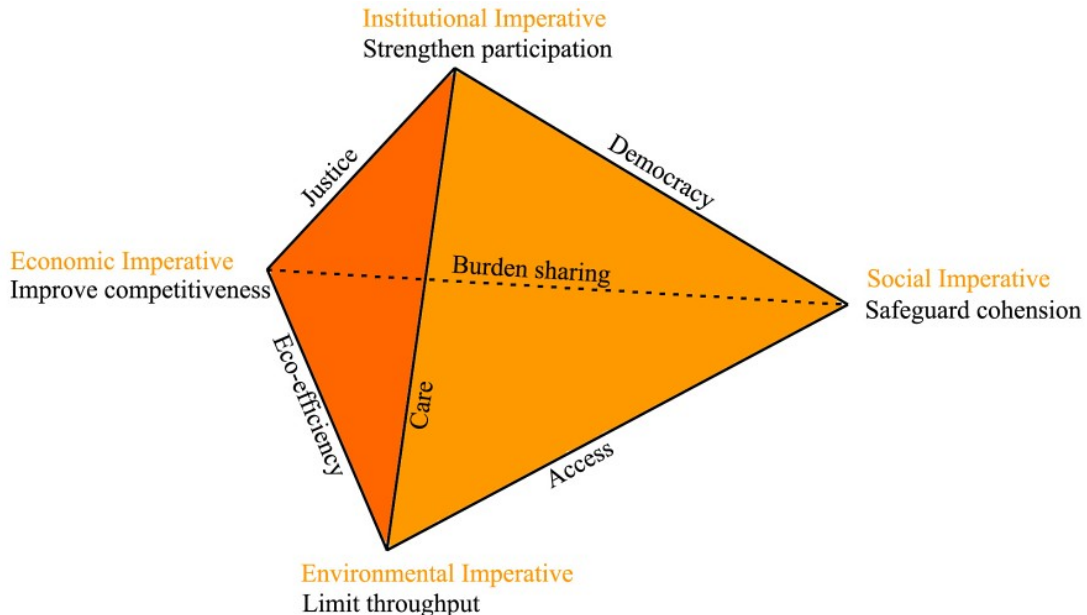 Institutional Imperative
Strengthen participation
Justice
Democracy
Economic Imperative
Improve competitiveness
Burden sharing
Social Imperative
Safeguard cohension
Eco-efficiency
Care
Access
Environmental Imperative
Limit throughput